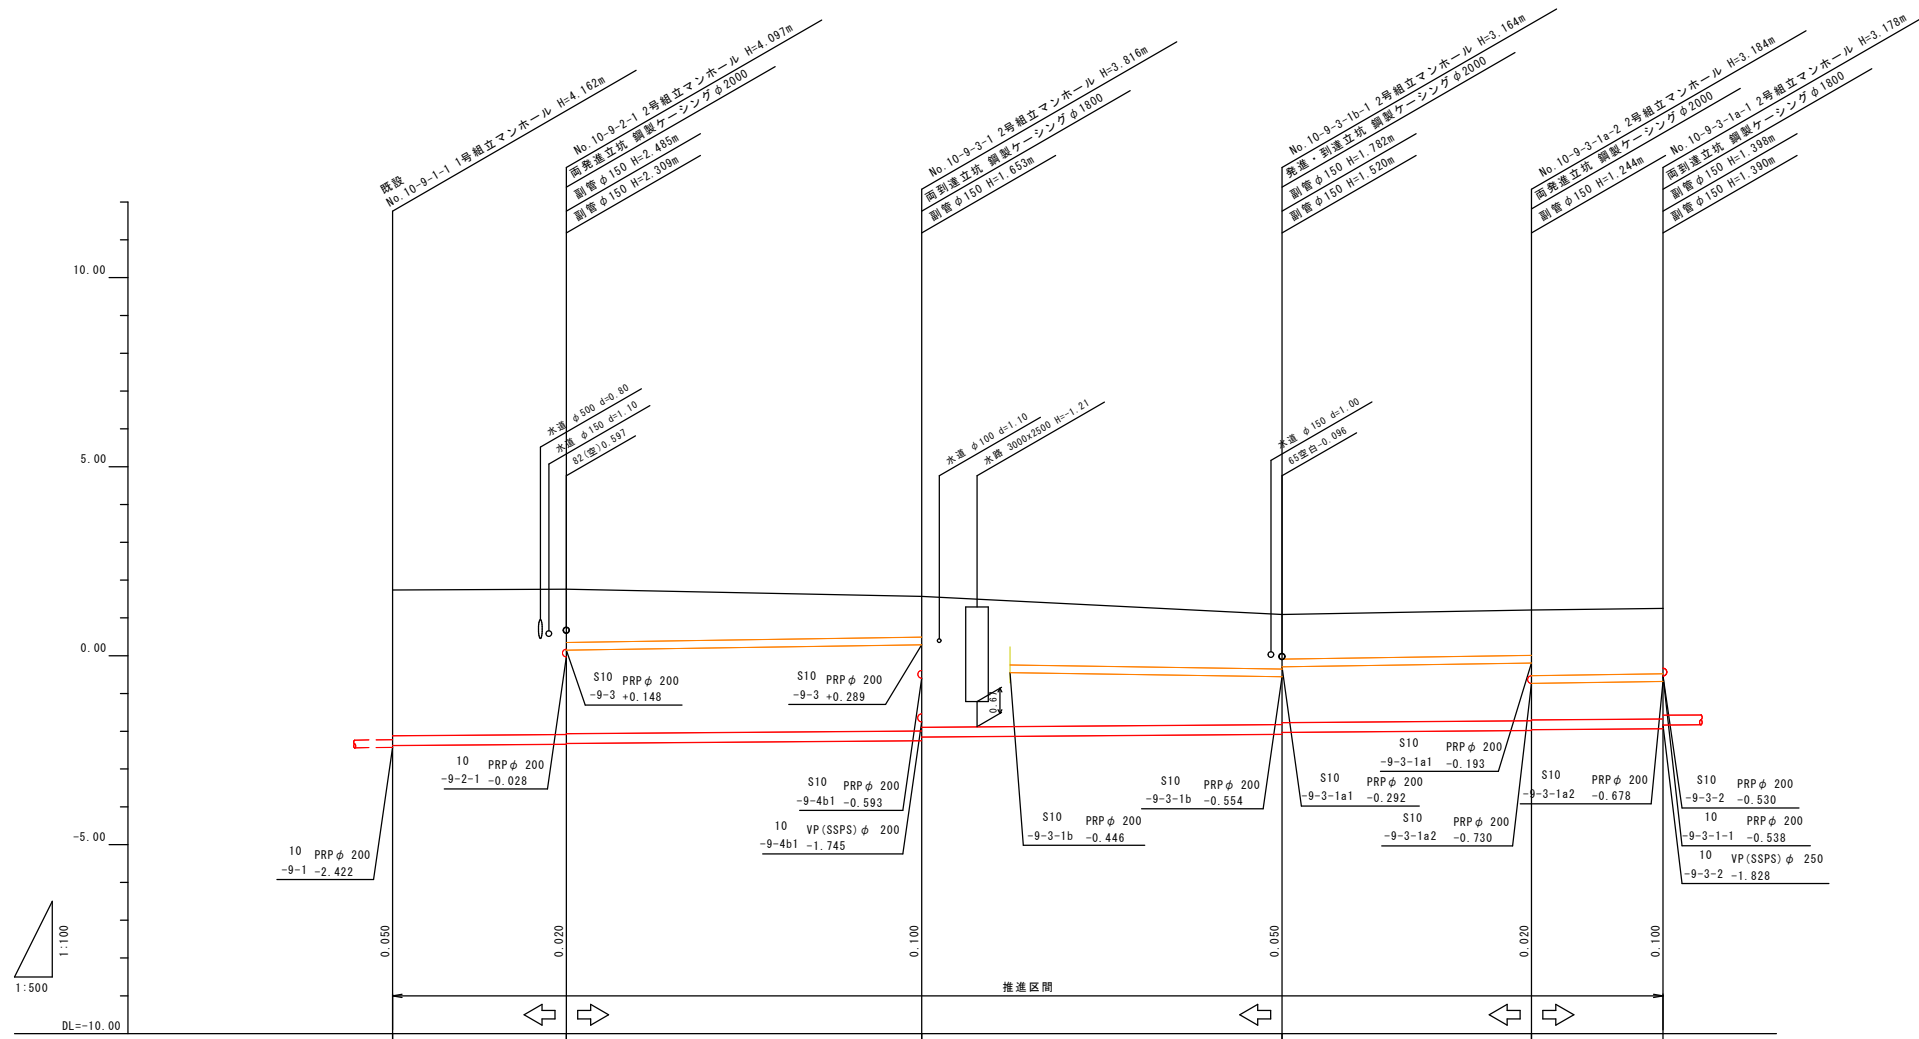 既設
No.10-9-1-1 1号組立マンホール H=4.162m
No.10-9-2-1 2号組立マンホール H=4.097m
両発進立坑 鋼製ケーシングφ2000
副管φ150 H=2.485m
副管φ150 H=2.309m
No.10-9-3-1 2号組立マンホール H=3.816m
両到達立坑 鋼製ケーシングφ1800
副管φ150 H=1.653m
No.10-9-3-1b-1 2号組立マンホール H=3.164m
発進・到達立坑 鋼製ケーシングφ2000
副管φ150 H=1.782m
副管φ150 H=1.520m
No.10-9-3-1a-2 2号組立マンホール H=3.184m
両発進立坑 鋼製ケーシングφ2000
副管φ150 H=1.244m
No.10-9-3-1a-1 2号組立マンホール H=3.178m
両到達立坑 鋼製ケーシングφ1800
副管φ150 H=1.398m
副管φ150 H=1.390m
10.00
5.00
0.00
-5.00
DL=-10.00
水道 φ500 d=0.80
水道 φ150 d=1.10
82(空)0.597
水道 φ100 d=1.10
水路 3000x2500 H=-1.21
水道 φ150 d=1.00
65空白-0.096
0.67
S10 PRPφ 200
-9-3 +0.148
S10 PRPφ 200
-9-3 +0.289
10 PRPφ 200
-9-2-1 -0.028
S10 PRPφ 200
-9-4b1 -0.593
10 VP(SSPS)φ 200
-9-4b1 -1.745
10 PRPφ 200
-9-1 -2.422
S10 PRPφ 200
-9-3-1b -0.446
S10 PRPφ 200
-9-3-1b -0.554
S10 PRPφ 200
-9-3-1a1 -0.292
S10 PRPφ 200
-9-3-1a1 -0.193
S10 PRPφ 200
-9-3-1a2 -0.730
S10 PRPφ 200
-9-3-1a2 -0.678
S10 PRPφ 200
-9-3-2 -0.530
10 PRPφ 200
-9-3-1-1 -0.538
10 VP(SSPS)φ 250
-9-3-2 -1.828
1:100
1:500
0.050
0.020
0.100
0.050
0.020
0.100
推進区間